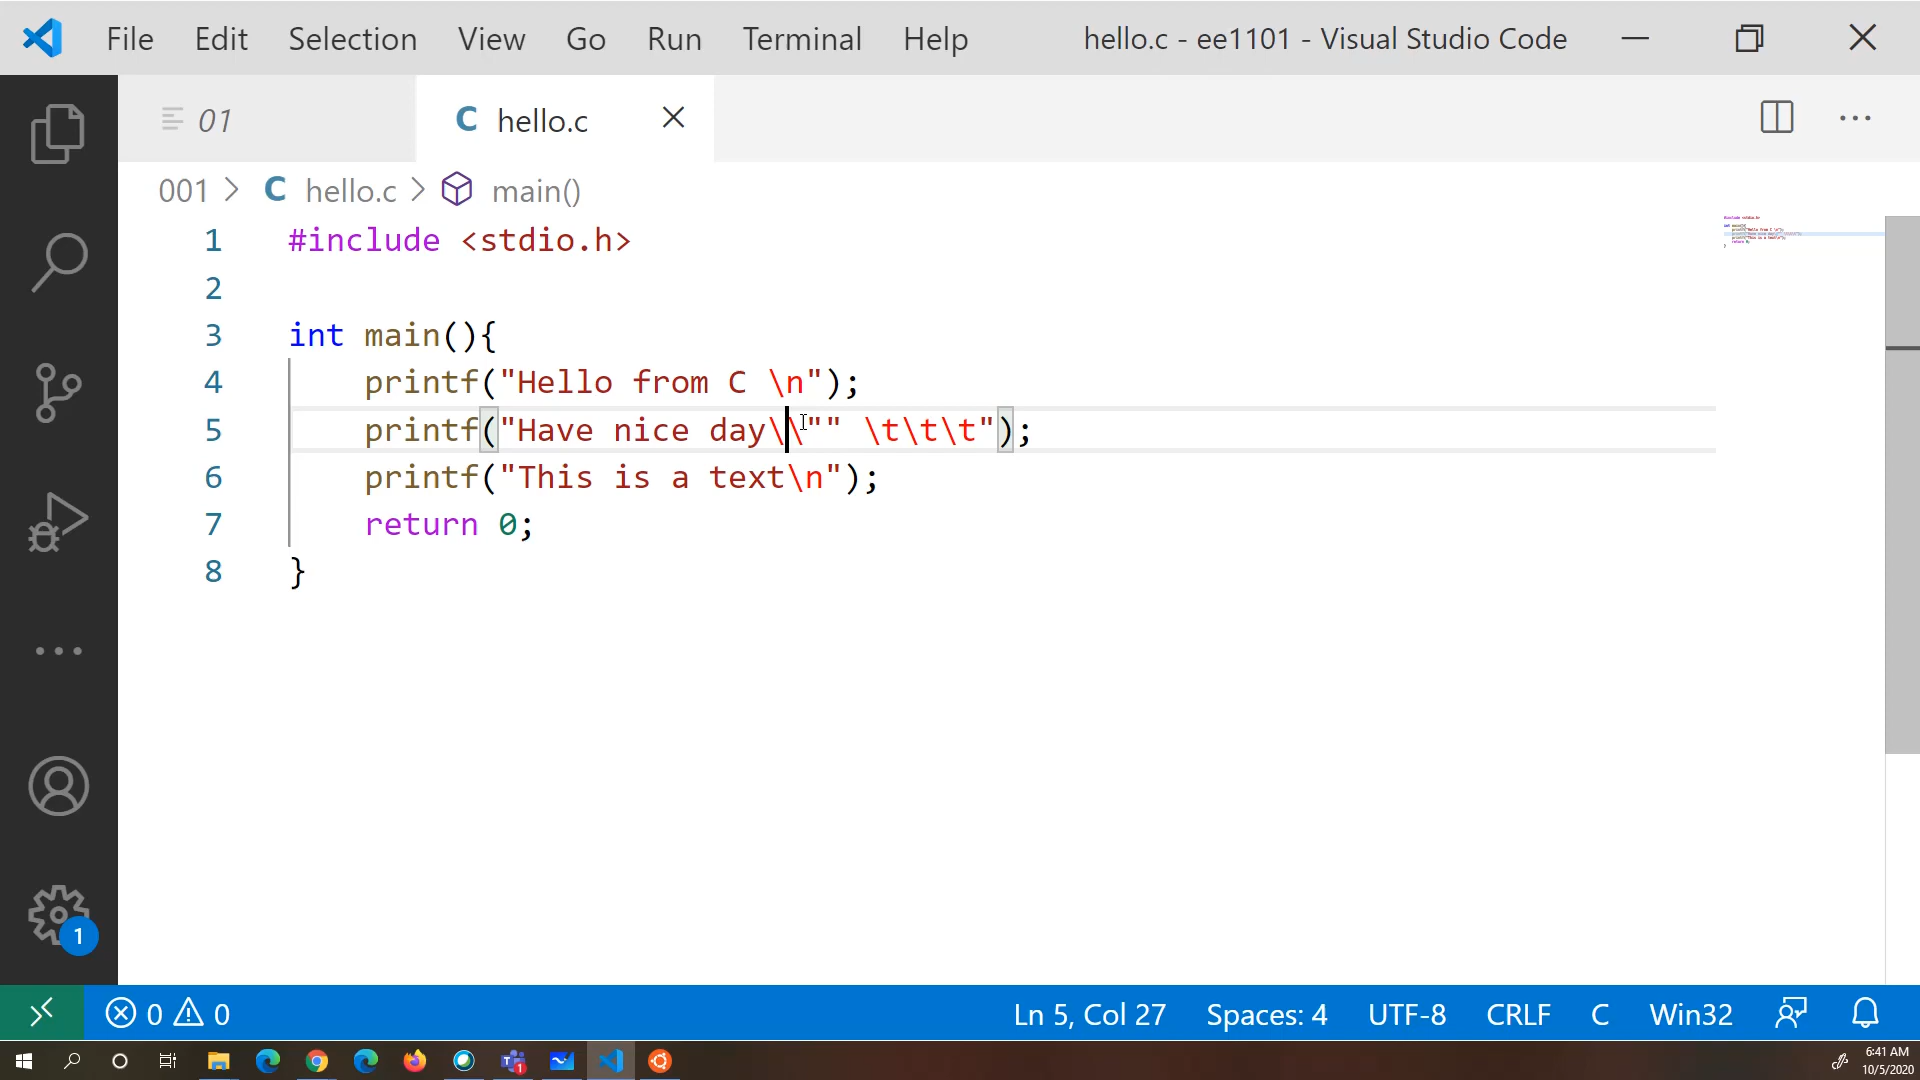 File Edit Selection View Go Run Terminal Help hello.c - ee1101 - Visual Studio Code
01 C hello.c
001 > C hello.c > main()
1 #include <stdio.h>
2
3 int main(){
4     printf("Hello from C \n");
5     printf("Have nice day\\"" \t\t\t");
6     printf("This is a text\n");
7     return 0;
8 }
1
0 0 Ln 5, Col 27 Spaces: 4 UTF-8 CRLF C Win32
1 6:41 AM
10/5/2020